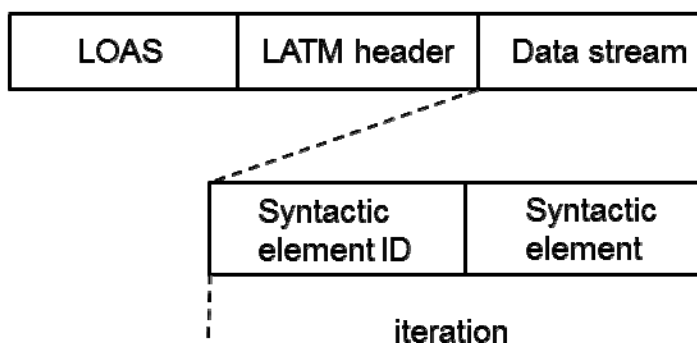 LOAS LATM header Data stream
Syntactic Syntactic
element ID element
iteration